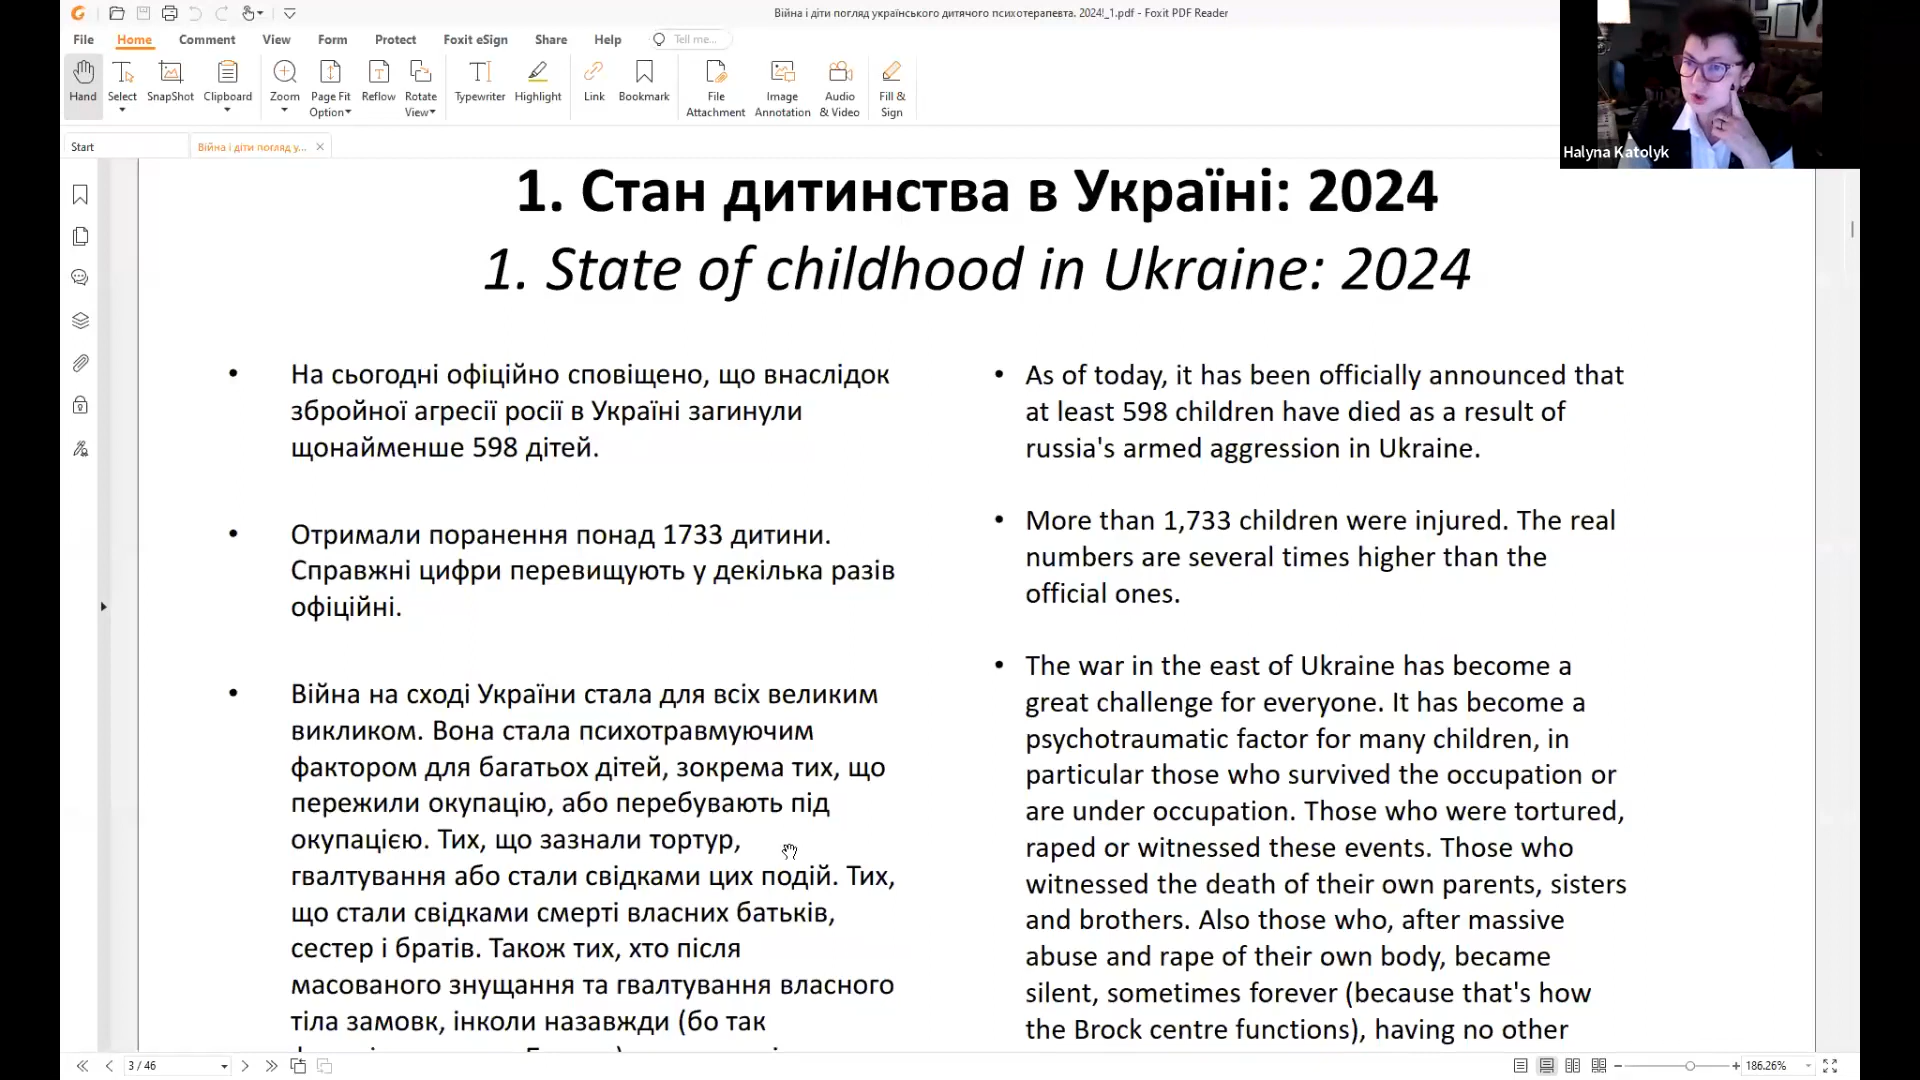 Війна і діти погляд українського дитячого психотерапевта. 2024!_1.pdf - Foxit PDF Reader
File Home Comment View Form Protect Foxit eSign Share Help Tell me...
Hand Select SnapShot Clipboard Zoom Page Fit Option Reflow Rotate View Typewriter Highlight Link Bookmark File Attachment Image Annotation Audio & Video Fill & Sign
Halyna Katolyk
Start Війна і діти погляд у...
1. Стан дитинства в Україні: 2024
1. State of childhood in Ukraine: 2024
• На сьогодні офіційно сповіщено, що внаслідок
збройної агресії росії в Україні загинули
щонайменше 598 дітей.
• Отримали поранення понад 1733 дитини.
Справжні цифри перевищують у декілька разів
офіційні.
• Війна на сході України стала для всіх великим
викликом. Вона стала психотравмуючим
фактором для багатьох дітей, зокрема тих, що
пережили окупацію, або перебувають під
окупацією. Тих, що зазнали тортур,
гвалтування або стали свідками цих подій. Тих,
що стали свідками смерті власних батьків,
сестер і братів. Також тих, хто після
масованого знущання та гвалтування власного
тіла замовк, інколи назавжди (бо так
• As of today, it has been officially announced that
at least 598 children have died as a result of
russia's armed aggression in Ukraine.
• More than 1,733 children were injured. The real
numbers are several times higher than the
official ones.
• The war in the east of Ukraine has become a
great challenge for everyone. It has become a
psychotraumatic factor for many children, in
particular those who survived the occupation or
are under occupation. Those who were tortured,
raped or witnessed these events. Those who
witnessed the death of their own parents, sisters
and brothers. Also those who, after massive
abuse and rape of their own body, became
silent, sometimes forever (because that's how
the Brock centre functions), having no other
3 / 46
186.26%